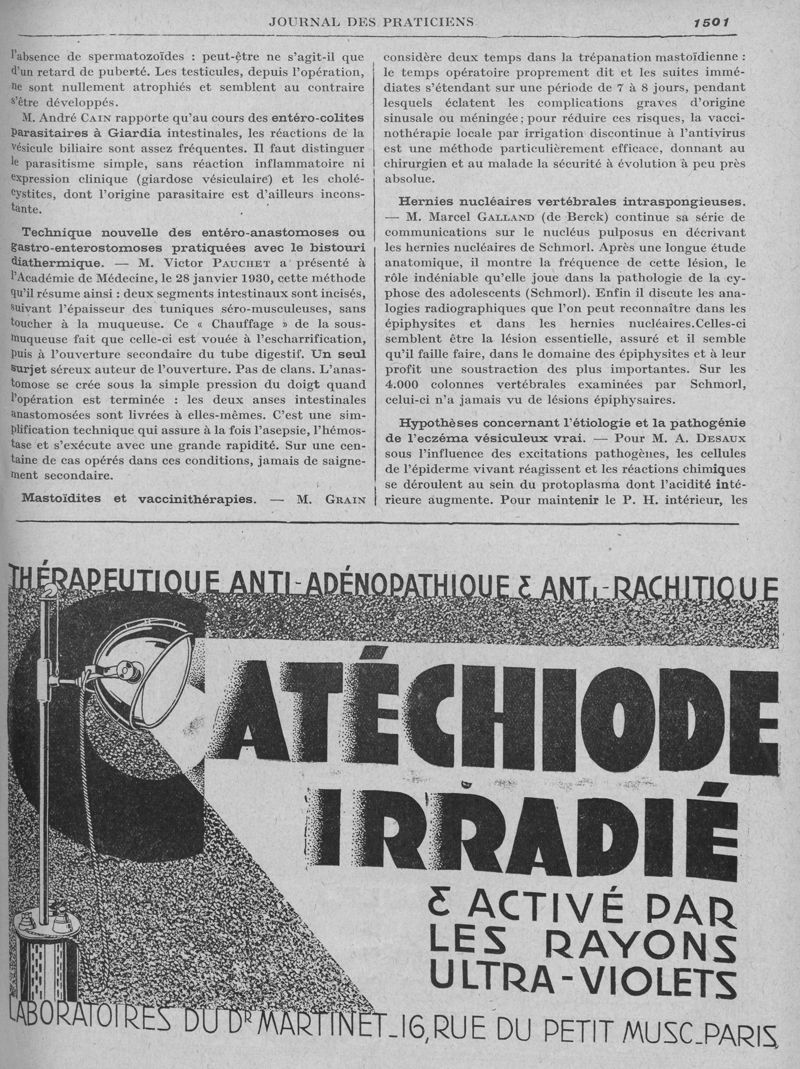 JOURNAL DES PRATICIENS
1501
l'absence de spermatozoïdes : peut-être ne s'agit-il que
d'un retard de puberté. Les testicules, depuis l'opération,
ne sont nullement atrophiés et semblent au contraire
s'être développés.
M. André CAIN rapporte qu'au cours des entéro-colites
parasitaires à Giardia intestinales, les réactions de la
vésicule biliaire sont assez fréquentes. Il faut distinguer
le parasitisme simple, sans réaction inflammatoire ni
expression clinique (giardose vésiculaire) et les cholé-
cystites, dont l'origine parasitaire est d'ailleurs incons-
tante.
Technique nouvelle des entéro-anastomoses ou
gastro-enterostomoses pratiquées avec le bistouri
diathermique. — M. Victor PAUCHET a présenté à
l'Académie de Médecine, le 28 janvier 1930, cette méthode
qu'il résume ainsi : deux segments intestinaux sont incisés,
suivant l'épaisseur des tuniques séro-musculeuses, sans
toucher à la muqueuse. Ce « Chauffage » de la sous-
muqueuse fait que celle-ci est vouée à l'escharrification,
puis à l'ouverture secondaire du tube digestif. Un seul
surjet séreux auteur de l'ouverture. Pas de clans. L'anas-
tomose se crée sous la simple pression du doigt quand
l'opération est terminée : les deux anses intestinales
anastomosées sont livrées à elles-mêmes. C'est une sim-
plification technique qui assure à la fois l'asepsie, l'hémos-
tase et s'exécute avec une grande rapidité. Sur une cen-
taine de cas opérés dans ces conditions, jamais de saigne-
ment secondaire.
Mastoïdites et vaccinithérapies. — M. GRAIN
considère deux temps dans la trépanation mastoïdienne :
le temps opératoire proprement dit et les suites immé-
diates s'étendant sur une période de 7 à 8 jours, pendant
lesquels éclatent les complications graves d'origine
sinusale ou méningée ; pour réduire ces risques, la vacci-
nothérapie locale par irrigation discontinue à l'antivirus
est une méthode particulièrement efficace, donnant au
chirurgien et au malade la sécurité à évolution à peu près
absolue.
Hernies nucléaires vertébrales intraspongieuses.
— M. Marcel GALLAND (de Berck) continue sa série de
communications sur le nucléus pulposus en décrivant
les hernies nucléaires de Schmorl. Après une longue étude
anatomique, il montre la fréquence de cette lésion, le
rôle indéniable qu'elle joue dans la pathologie de la cy-
phose des adolescents (Schmorl). Enfin il discute les ana-
logies radiographiques que l'on peut reconnaître dans les
épiphysites et dans les hernies nucléaires.Celles-ci
semblent être la lésion essentielle, assuré et il semble
qu'il faille faire, dans le domaine des épiphysites et à leur
profit une soustraction des plus importantes. Sur les
4.000 colonnes vertébrales examinées par Schmorl,
celui-ci n'a jamais vu de lésions épiphysaires.
Hypothèses concernant l'étiologie et la pathogénie
de l'eczéma vésiculeux vrai. — Pour M. A. DESAUX
sous l'influence des excitations pathogènes, les cellules
de l'épiderme vivant réagissent et les réactions chimiques
se déroulent au sein du protoplasma dont l'acidité inté-
rieure augmente. Pour maintenir le P. H. intérieur, les
THÉRAPEUTIQUE ANTI-ADÉNOPATHIQUE & ANTI-RACHITIQUE
CATÉCHIODE
IRRADIÉ
& ACTIVÉ PAR
LES RAYONS
ULTRA-VIOLETS
LABORATOIRES DU DR MARTINET_16, RUE DU PETIT MUSC_PARIS